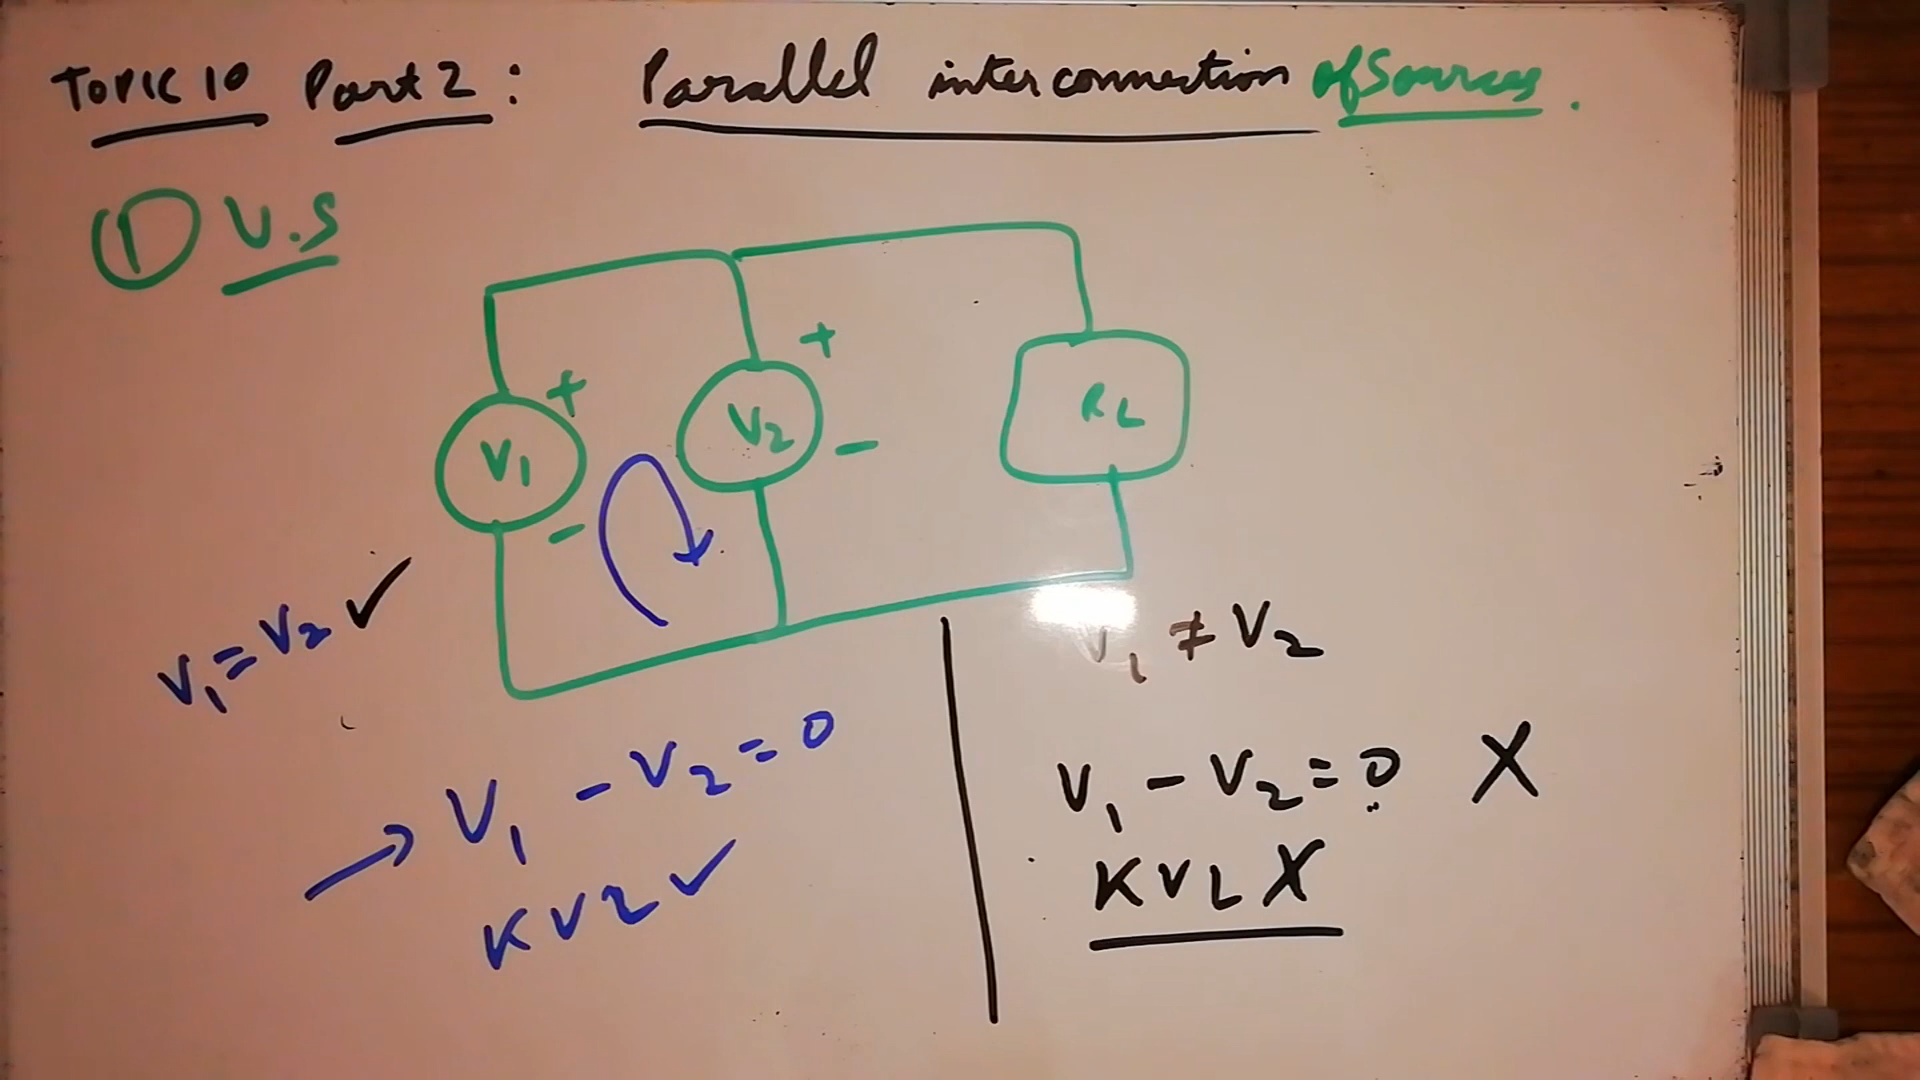 TOPIC 10 Part 2: Parallel interconnection of Sources.
① V.S
+
+
V1
V2
RL
-
-
V1 = V2 ✓
V1 ≠ V2
→ V1 - V2 = 0
KVL ✓
V1 - V2 = 0 X
KVL X